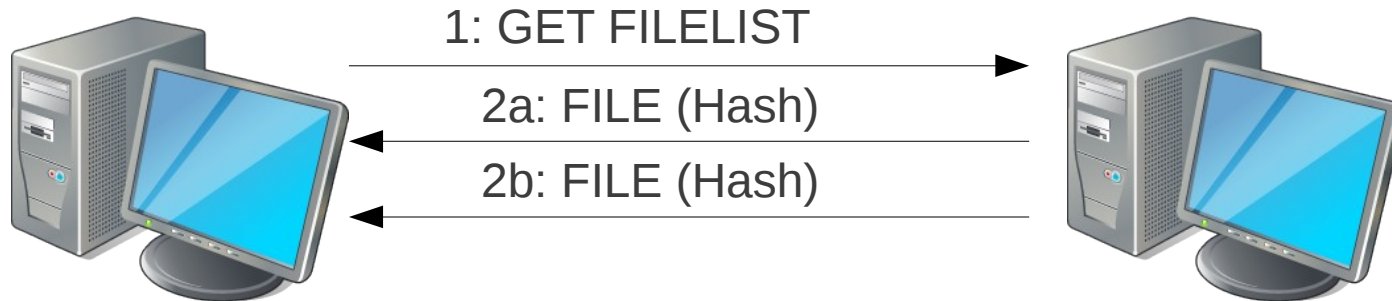 1: GET FILELIST
2a: FILE (Hash)
2b: FILE (Hash)